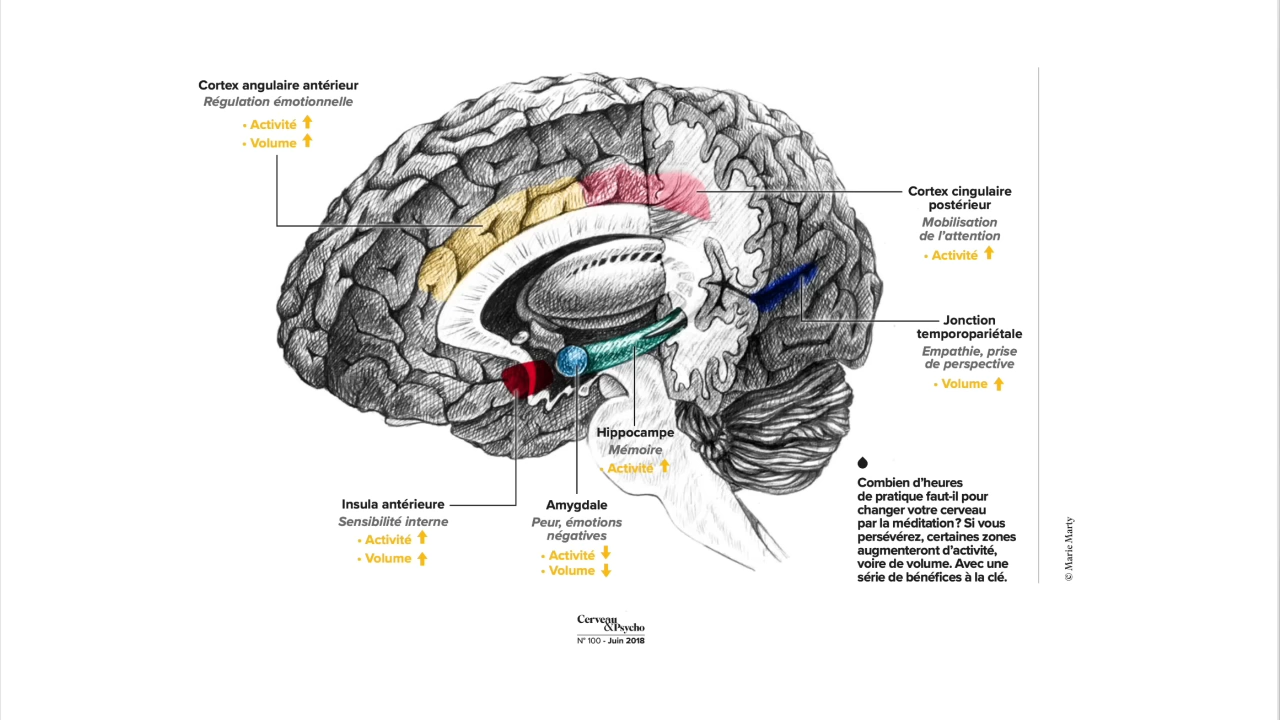 Cortex angulaire antérieur
Régulation émotionnelle
• Activité ⬆
• Volume ⬆
Cortex cingulaire
postérieur
Mobilisation
de l'attention
• Activité ⬆
Jonction
temporopariétale
Empathie, prise
de perspective
• Volume ⬆
Hippocampe
Mémoire
• Activité ⬆
Insula antérieure
Sensibilité interne
• Activité ⬆
• Volume ⬆
Amygdale
Peur, émotions
négatives
• Activité ⬇
• Volume ⬇
Combien d'heures
de pratique faut-il pour
changer votre cerveau
par la méditation ? Si vous
persévérez, certaines zones
augmenteront d'activité,
voire de volume. Avec une
série de bénéfices à la clé.
© Marie Marty
Cerveau
&Psycho
N° 100 - Juin 2018